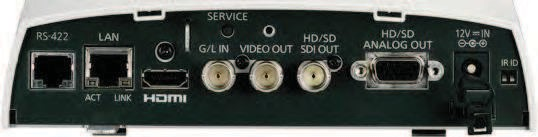 SERVICE
RS-422
LAN
G/L IN
VIDEO OUT
HD/SD
SDI OUT
HD/SD
ANALOG OUT
12V⎓IN
IR ID
ACT
LINK
HDMI